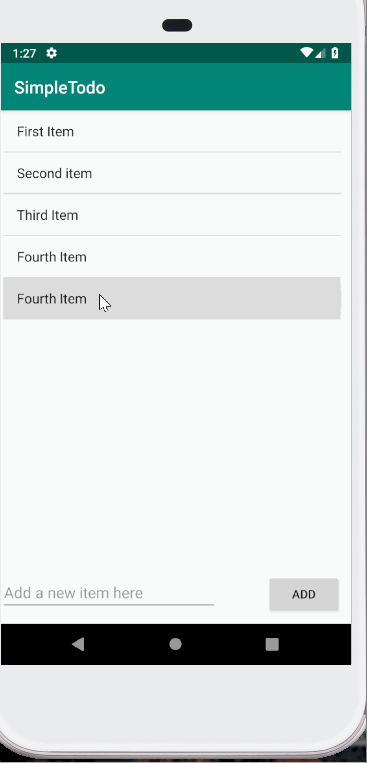 1:27
SimpleTodo
First Item
Second item
Third Item
Fourth Item
Fourth Item
Add a new item here
ADD